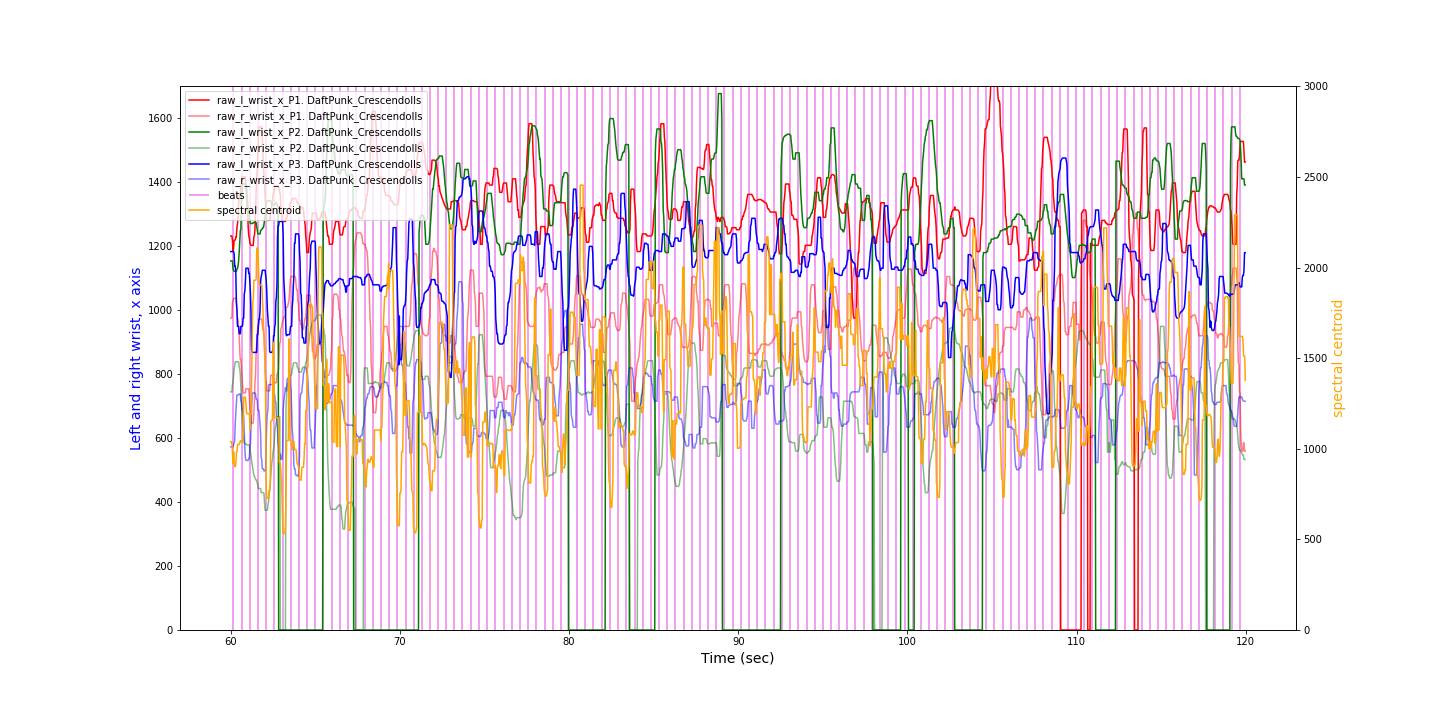 raw_l_wrist_x_P1. DaftPunk_Crescendolls
raw_r_wrist_x_P1. DaftPunk_Crescendolls
raw_l_wrist_x_P2. DaftPunk_Crescendolls
raw_r_wrist_x_P2. DaftPunk_Crescendolls
raw_l_wrist_x_P3. DaftPunk_Crescendolls
raw_r_wrist_x_P3. DaftPunk_Crescendolls
beats
spectral centroid
1600
1400
1200
1000
800
600
400
200
0
Left and right wrist, x axis
3000
2500
2000
1500
1000
500
0
spectral centroid
60 70 80 90 100 110 120
Time (sec)